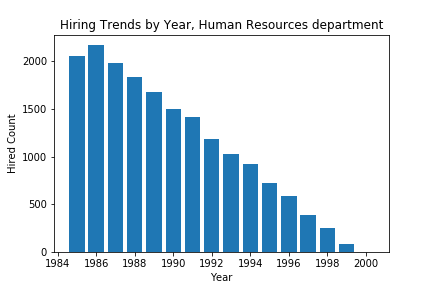 Hiring Trends by Year, Human Resources department
2000
1500
1000
500
0
Hired Count
1984 1986 1988 1990 1992 1994 1996 1998 2000
Year